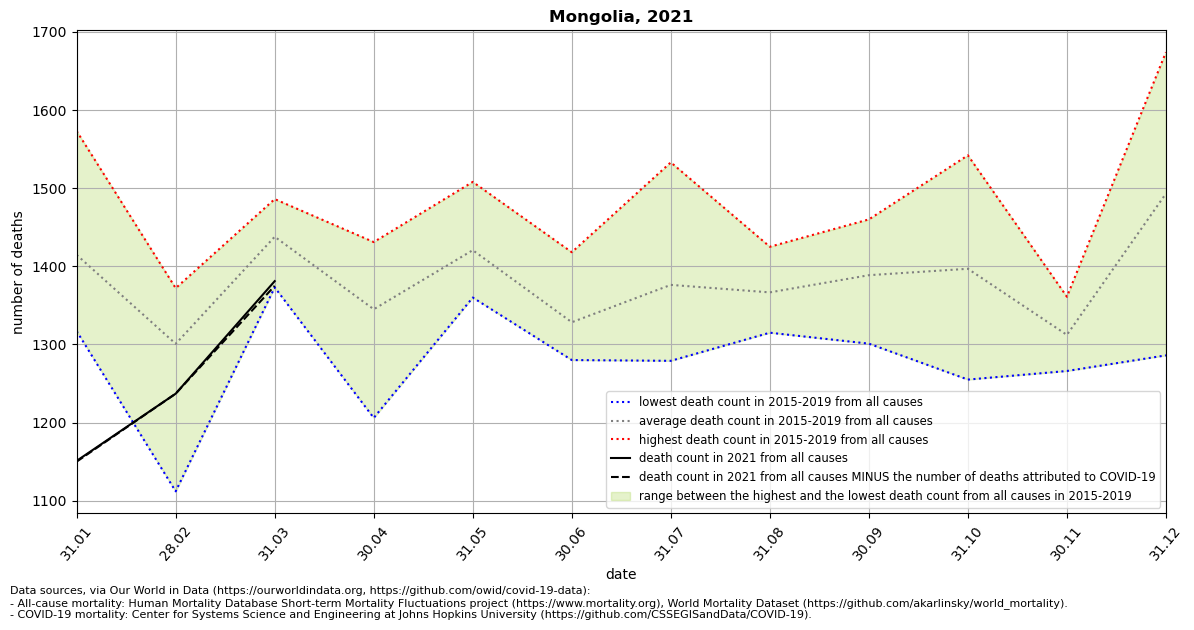 Mongolia, 2021
1700
1600
1500
1400
1300
1200
1100
number of deaths
lowest death count in 2015-2019 from all causes
average death count in 2015-2019 from all causes
highest death count in 2015-2019 from all causes
death count in 2021 from all causes
death count in 2021 from all causes MINUS the number of deaths attributed to COVID-19
range between the highest and the lowest death count from all causes in 2015-2019
31.01
28.02
31.03
30.04
31.05
30.06
31.07
31.08
30.09
31.10
30.11
31.12
date
Data sources, via Our World in Data (https://ourworldindata.org, https://github.com/owid/covid-19-data):
- All-cause mortality: Human Mortality Database Short-term Mortality Fluctuations project (https://www.mortality.org), World Mortality Dataset (https://github.com/akarlinsky/world_mortality).
- COVID-19 mortality: Center for Systems Science and Engineering at Johns Hopkins University (https://github.com/CSSEGISandData/COVID-19).